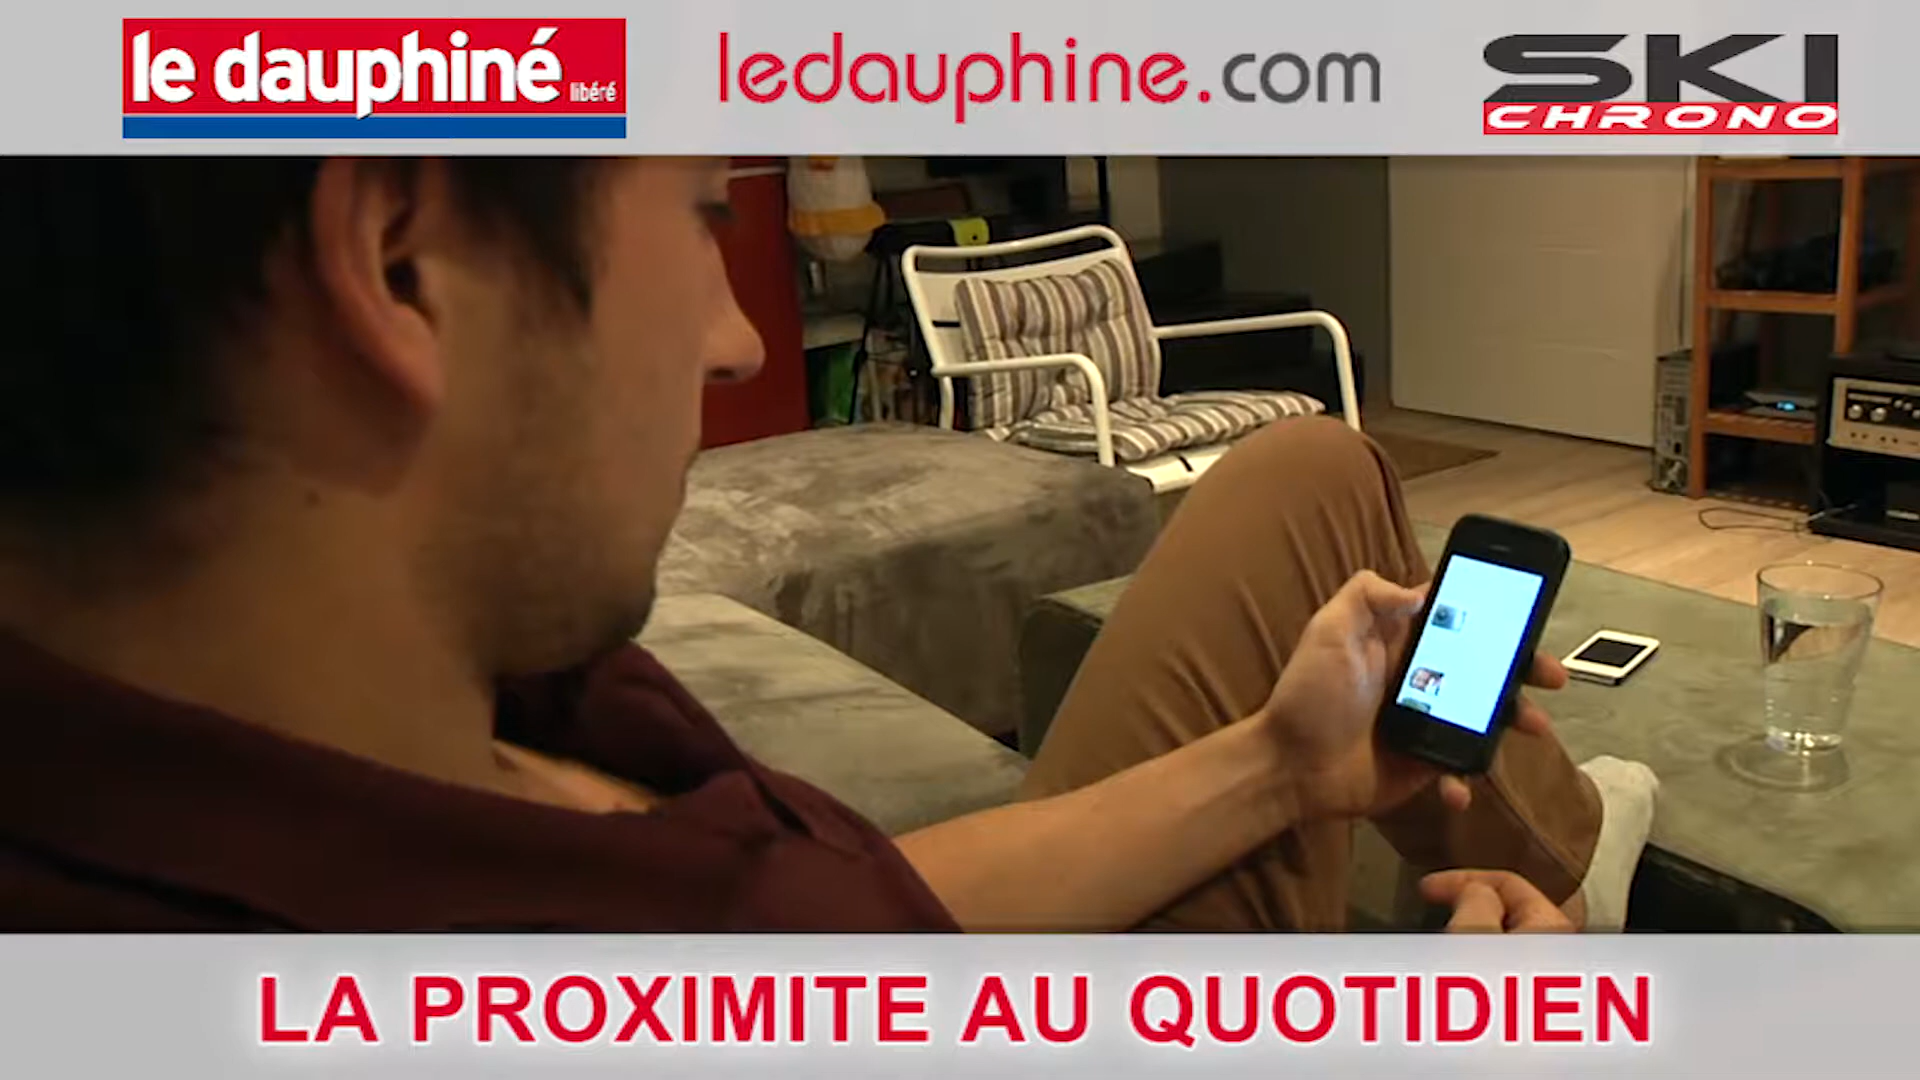 le dauphiné libéré
ledauphine.com
SKI
CHRONO
LA PROXIMITE AU QUOTIDIEN